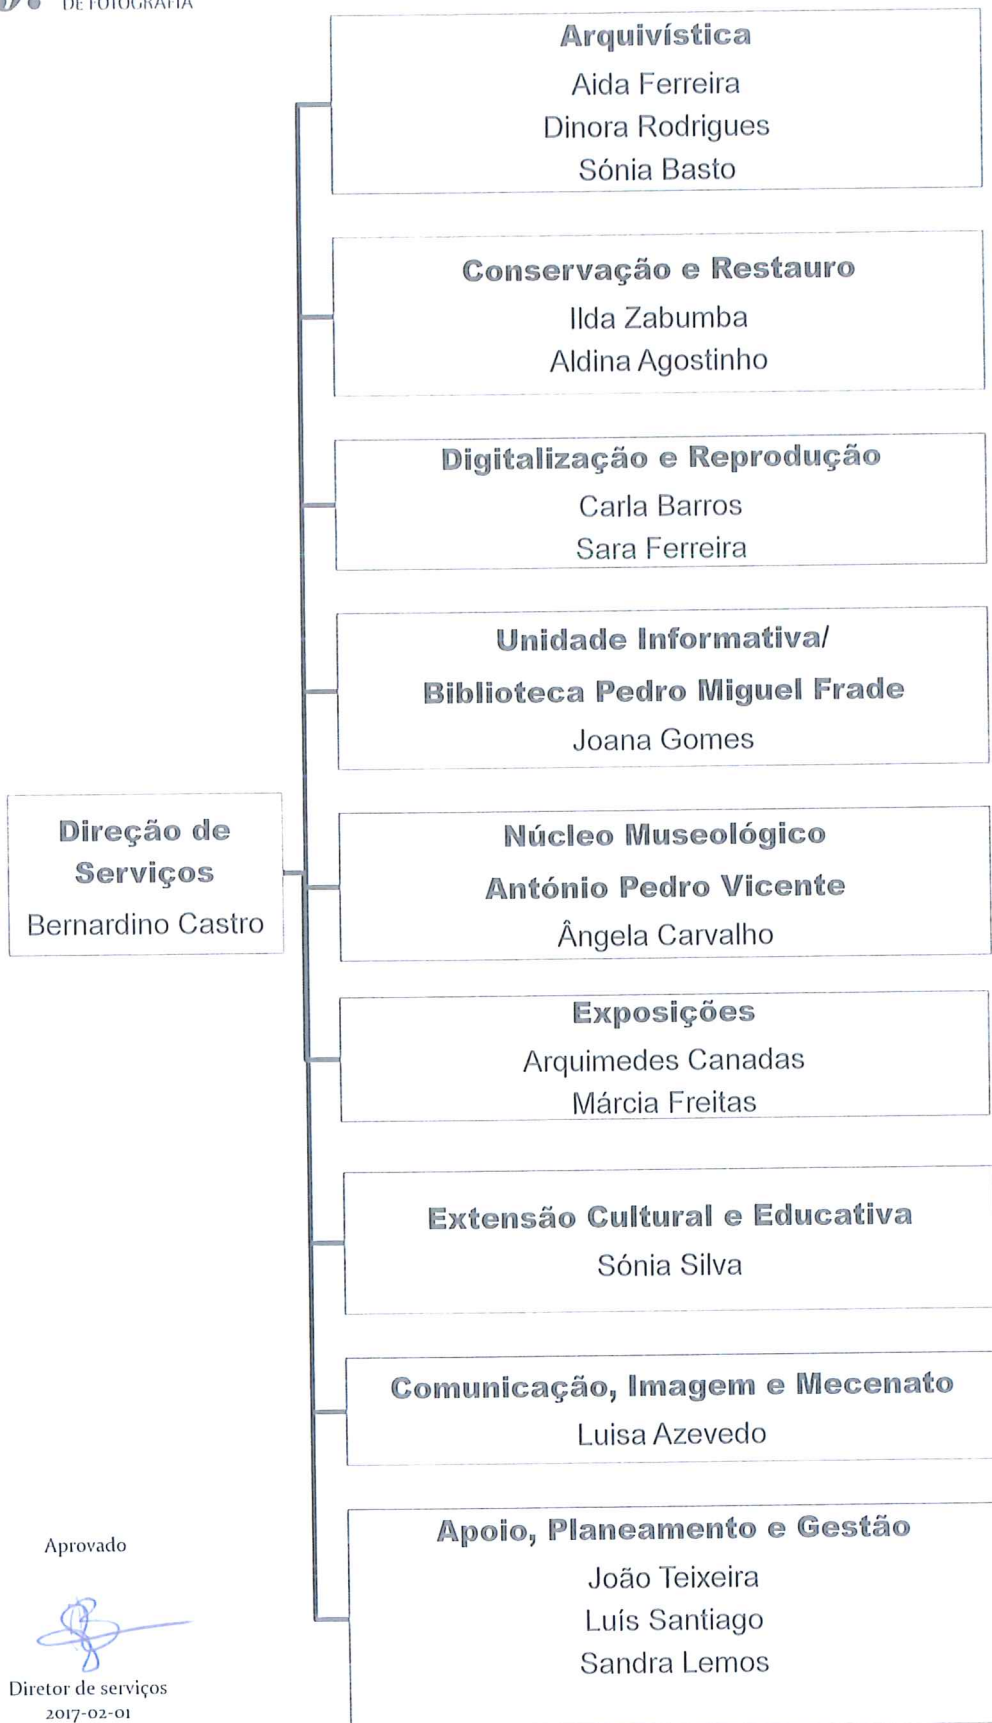 DE FOTOGRAFIA
Arquivística
Aida Ferreira
Dinora Rodrigues
Sónia Basto
Conservação e Restauro
Ilda Zabumba
Aldina Agostinho
Digitalização e Reprodução
Carla Barros
Sara Ferreira
Unidade Informativa/
Biblioteca Pedro Miguel Frade
Joana Gomes
Direção de
Serviços
Bernardino Castro
Núcleo Museológico
António Pedro Vicente
Ângela Carvalho
Exposições
Arquimedes Canadas
Márcia Freitas
Extensão Cultural e Educativa
Sónia Silva
Comunicação, Imagem e Mecenato
Luisa Azevedo
Apoio, Planeamento e Gestão
João Teixeira
Luís Santiago
Sandra Lemos
Aprovado
Diretor de serviços
2017-02-01